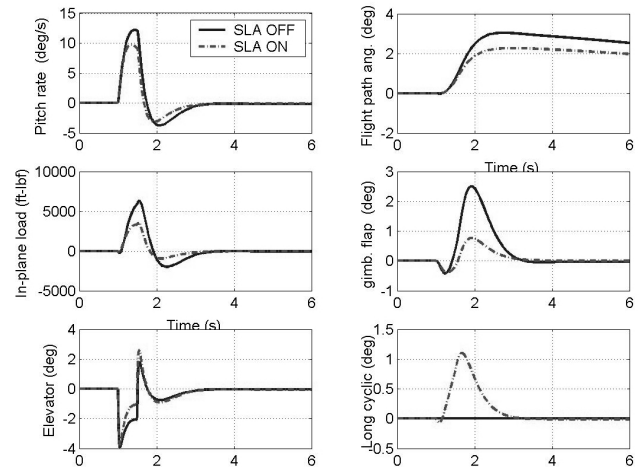 15
10
5
0
-5
Pitch rate (deg/s)
SLA OFF
SLA ON
0 2 4 6
4
2
0
-2
Flight path ang. (deg)
0 2 4 6
Time (s)
10000
5000
0
-5000
In-plane load (ft-lbf)
0 2 4 6
Time (s)
3
2
1
0
-1
gimb. flap (deg)
0 2 4 6
4
2
0
-2
-4
Elevator (deg)
0 2 4 6
1.5
1
0.5
0
-0.5
Long cyclic (deg)
0 2 4 6